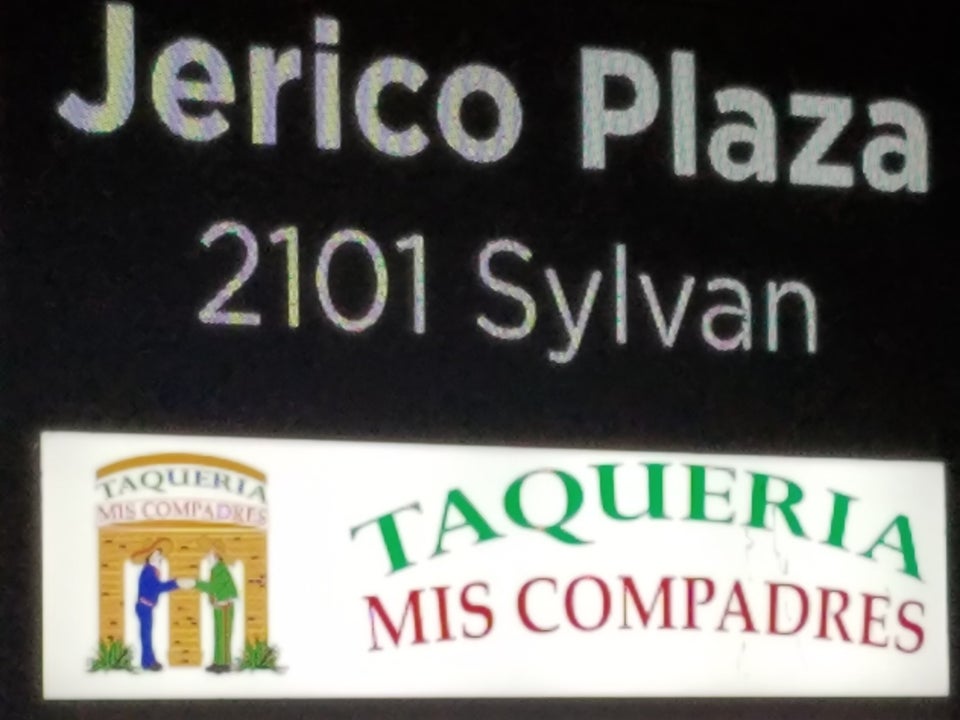 Jerico Plaza
2101 Sylvan
TAQUERIA
MIS COMPADRES
TAQUERIA
MIS COMPADRES